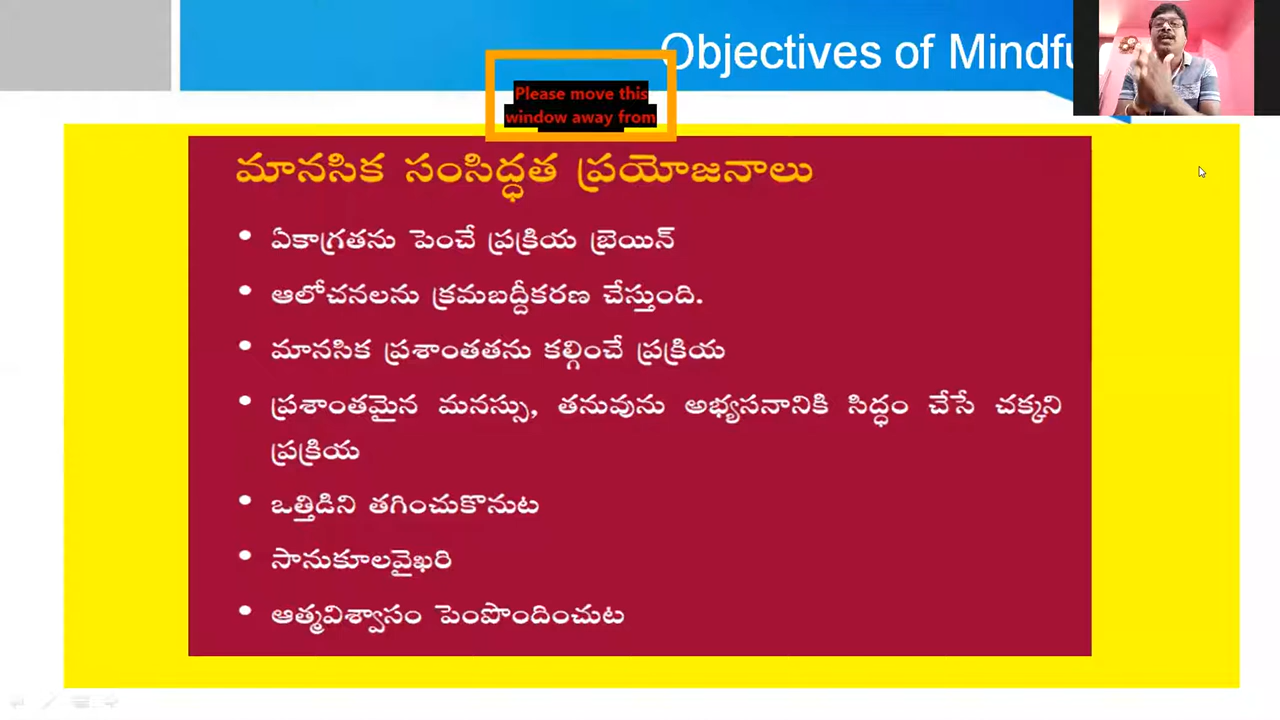 Objectives of Mindfu
Please move this
window away from
మానసిక సంసిద్ధత ప్రయోజనాలు
• ఏకాగ్రతను పెంచే ప్రక్రియ బ్రెయిన్
• ఆలోచనలను క్రమబద్దీకరణ చేస్తుంది.
• మానసిక ప్రశాంతతను కల్గించే ప్రక్రియ
• ప్రశాంతమైన మనస్సు, తనువును అభ్యసనానికి సిద్ధం చేసే చక్కని
ప్రక్రియ
• ఒత్తిడిని తగించుకొనుట
• సానుకూలవైఖరి
• ఆత్మవిశ్వాసం పెంపొందించుట